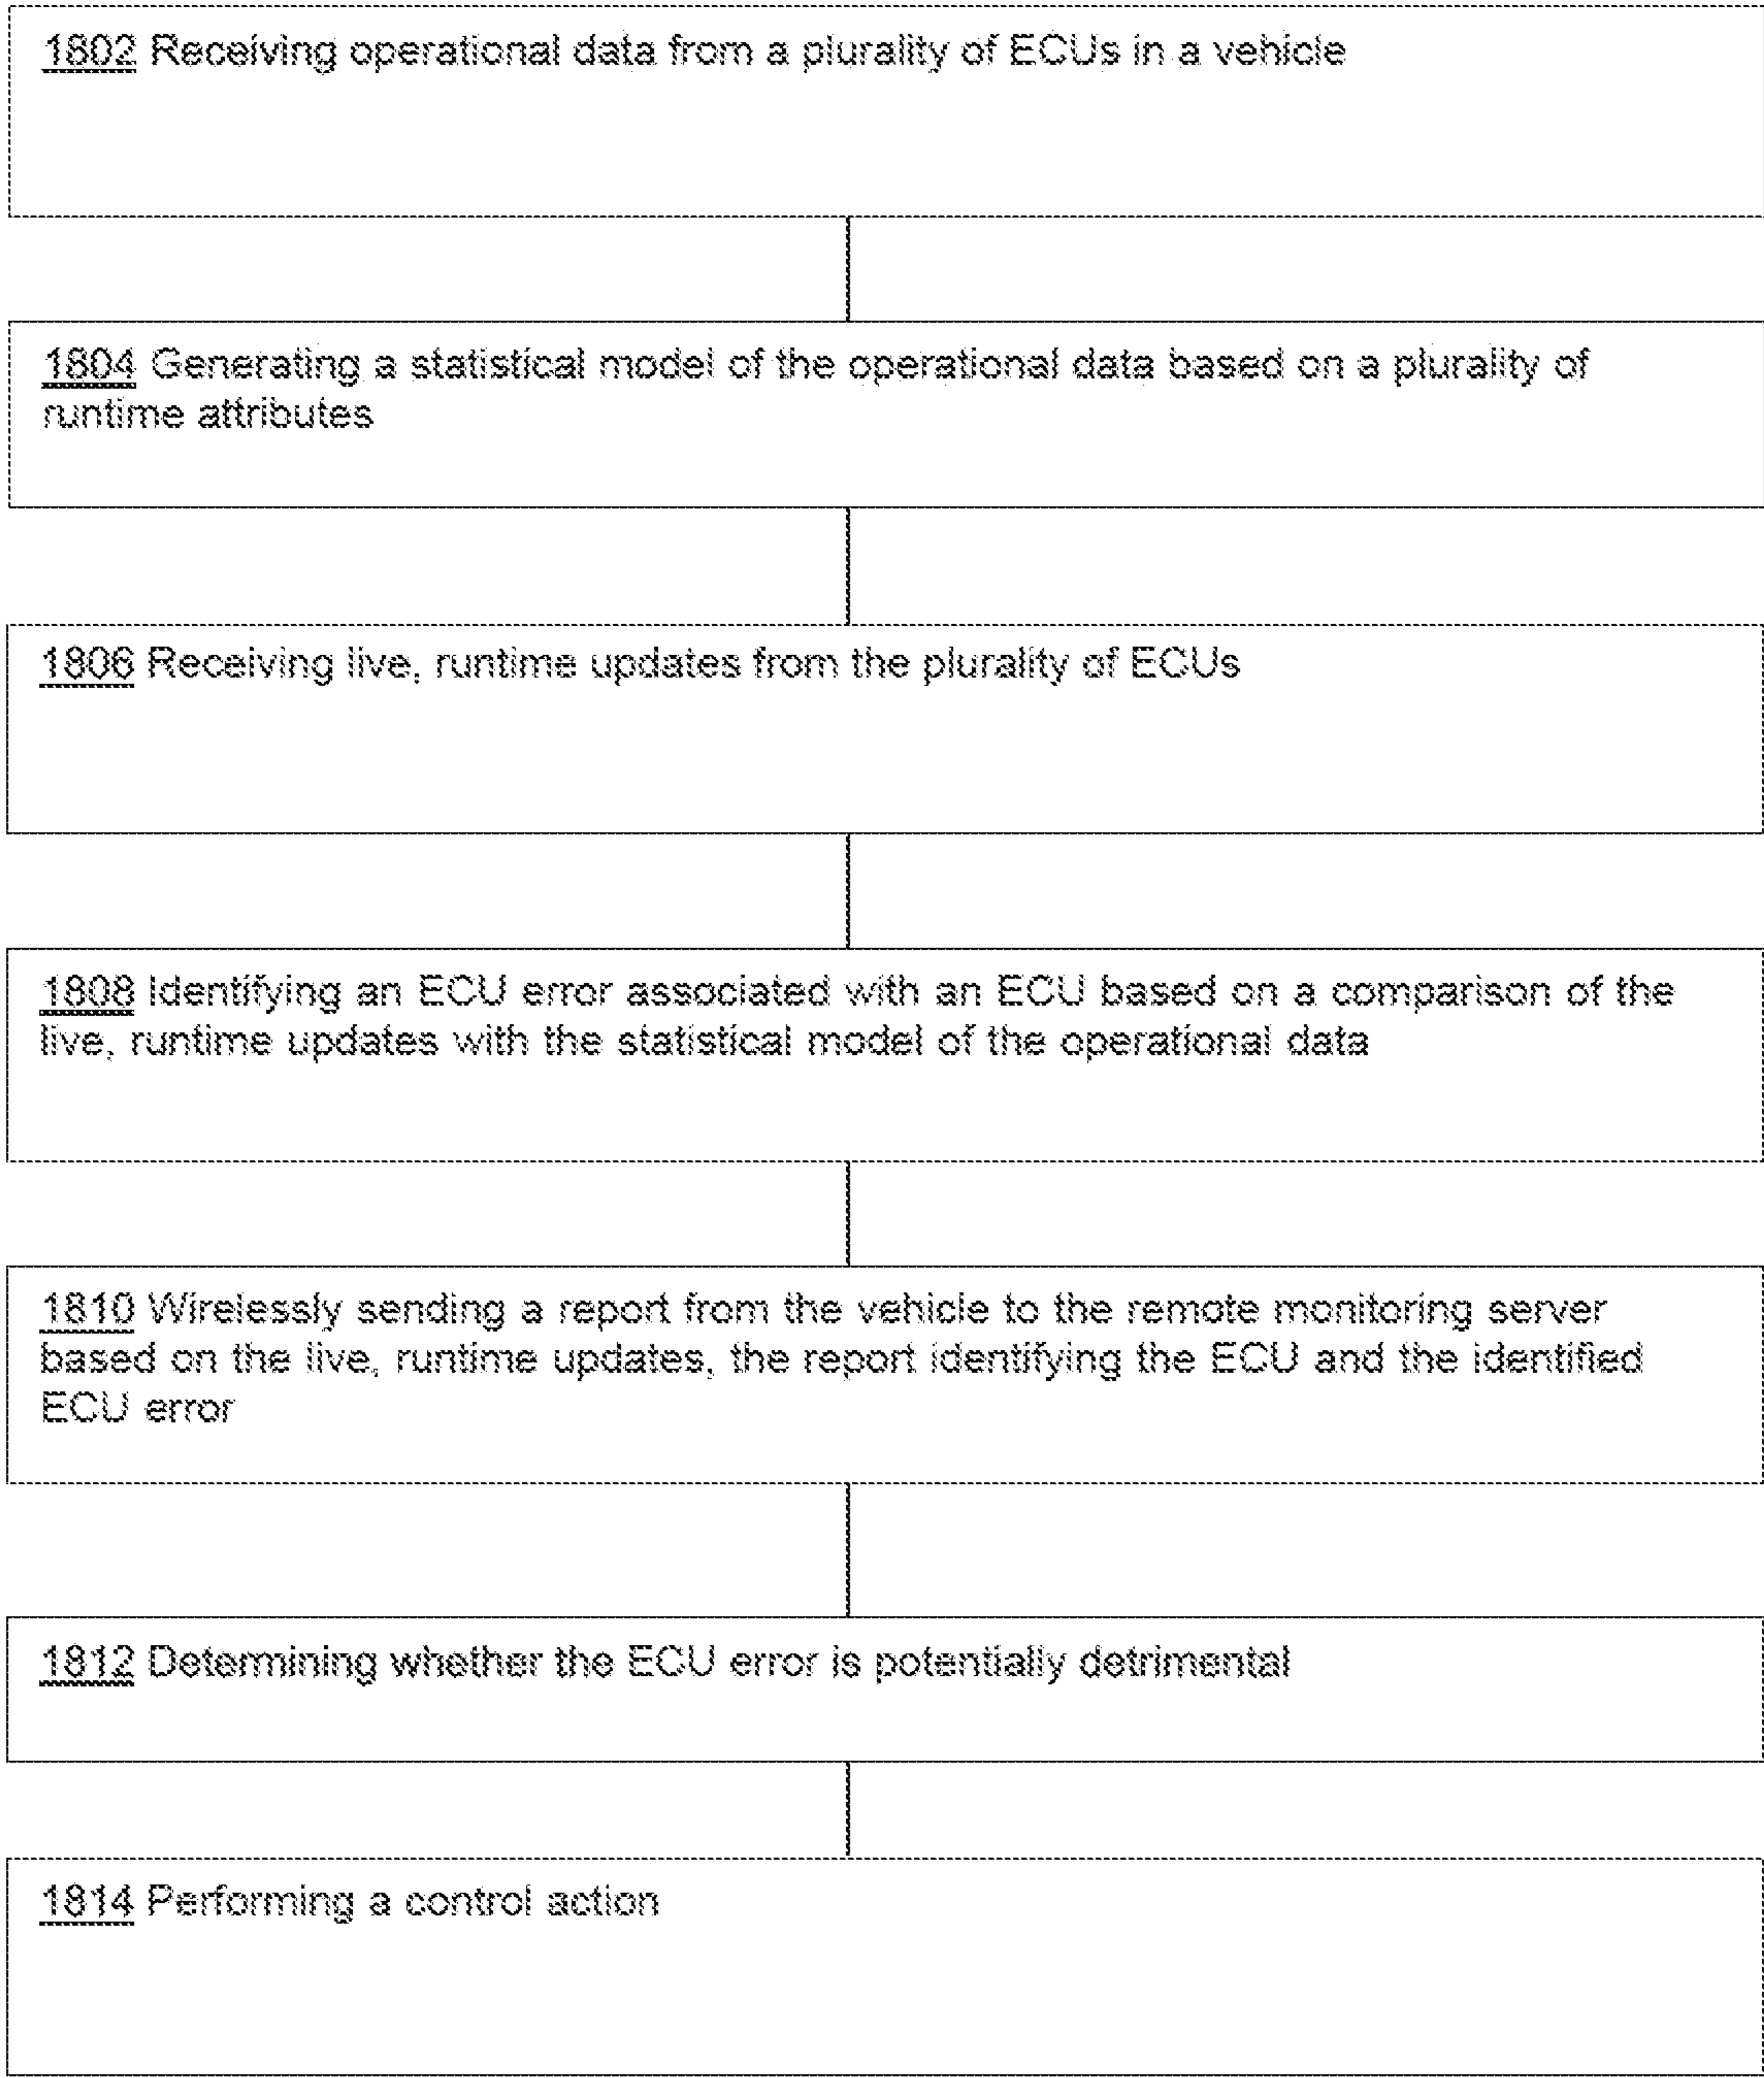 1802 Receiving operational data from a plurality of ECUs in a vehicle
1804 Generating a statistical model of the operational data based on a plurality of
runtime attributes
1806 Receiving live, runtime updates from the plurality of ECUs
1808 Identifying an ECU error associated with an ECU based on a comparison of the
live, runtime updates with the statistical model of the operational data
1810 Wirelessly sending a report from the vehicle to the remote monitoring server
based on the live, runtime updates, the report identifying the ECU and the identified
ECU error
1812 Determining whether the ECU error is potentially detrimental
1814 Performing a control action